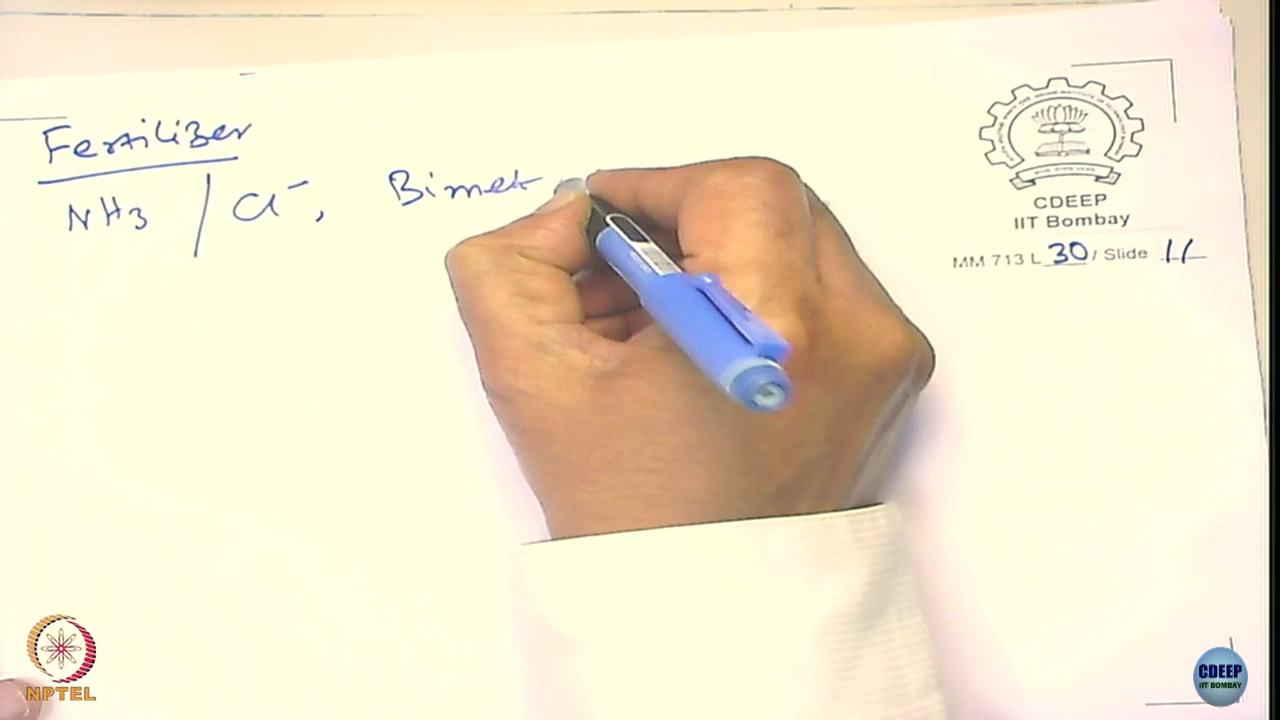 Fertilizer
NH3 / Cl-, Bimet
CDEEP
IIT Bombay
MM 713 L 30 / Slide 11
NPTEL
CDEEP
IIT BOMBAY